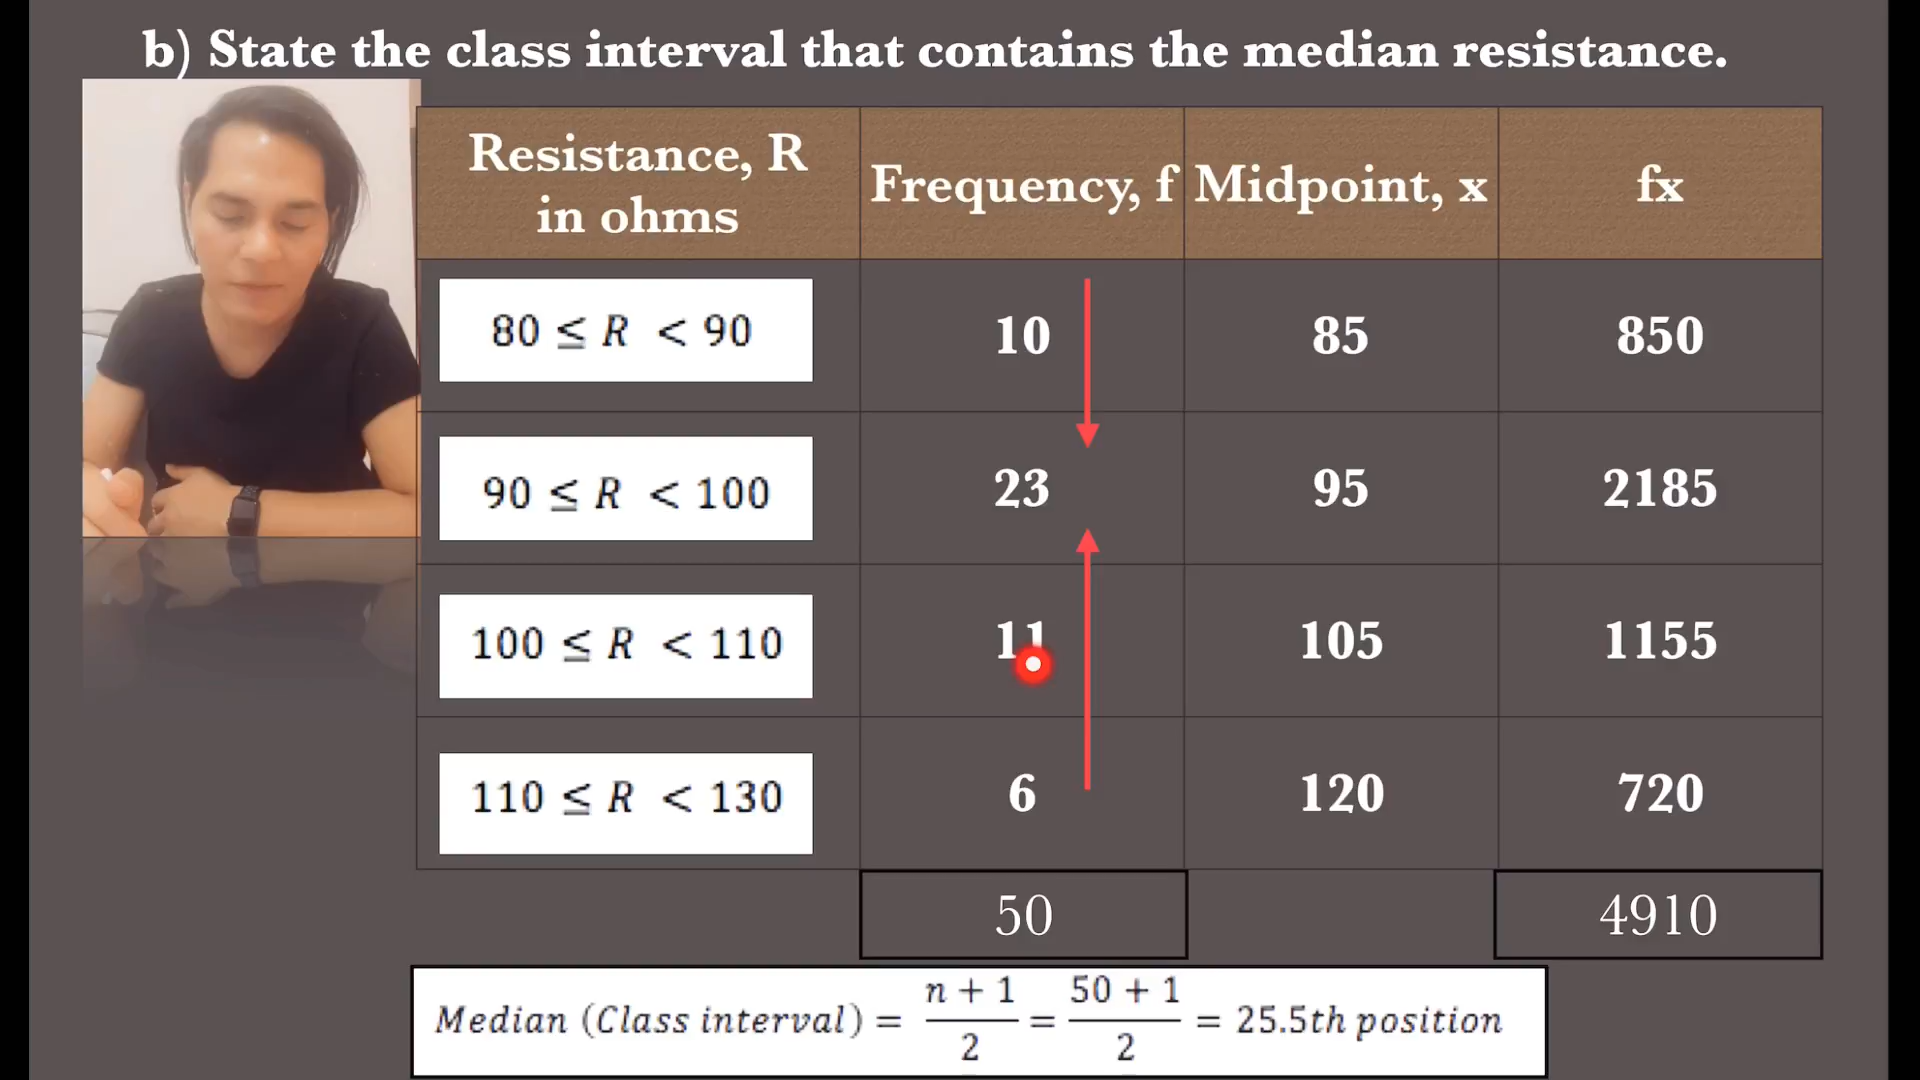 b) State the class interval that contains the median resistance.
Resistance, R
in ohms
Frequency, f
Midpoint, x
fx
80 ≤ R < 90
10
85
850
90 ≤ R < 100
23
95
2185
100 ≤ R < 110
11
105
1155
110 ≤ R < 130
6
120
720
50
4910
Median (Class interval) = n + 1 / 2 = 50 + 1 / 2 = 25.5th position